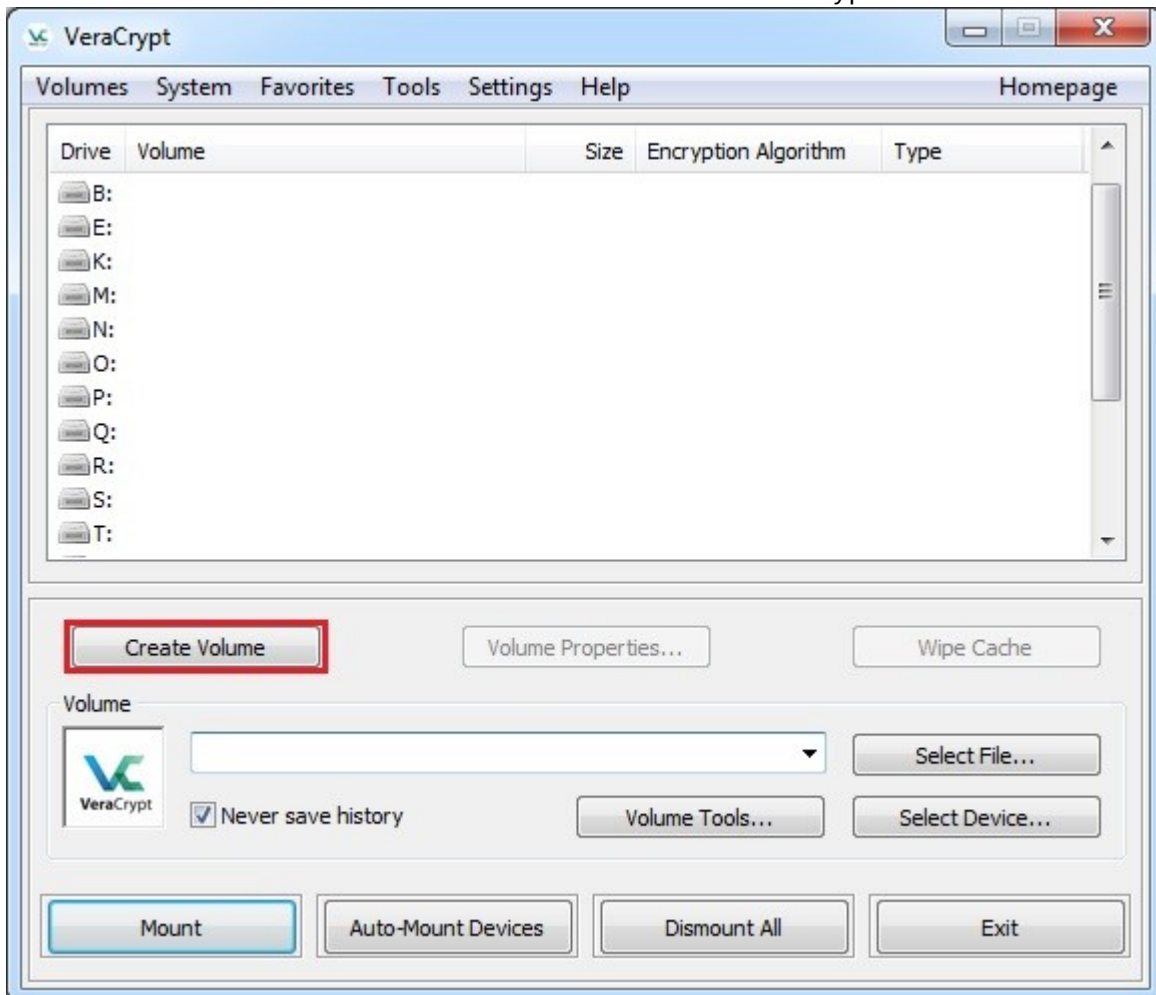 yp
VeraCrypt
Volumes System Favorites Tools Settings Help Homepage
Drive Volume Size Encryption Algorithm Type
B:
E:
K:
M:
N:
O:
P:
Q:
R:
S:
T:
Create Volume Volume Properties... Wipe Cache
Volume
VeraCrypt
Select File...
Never save history Volume Tools... Select Device...
Mount Auto-Mount Devices Dismount All Exit